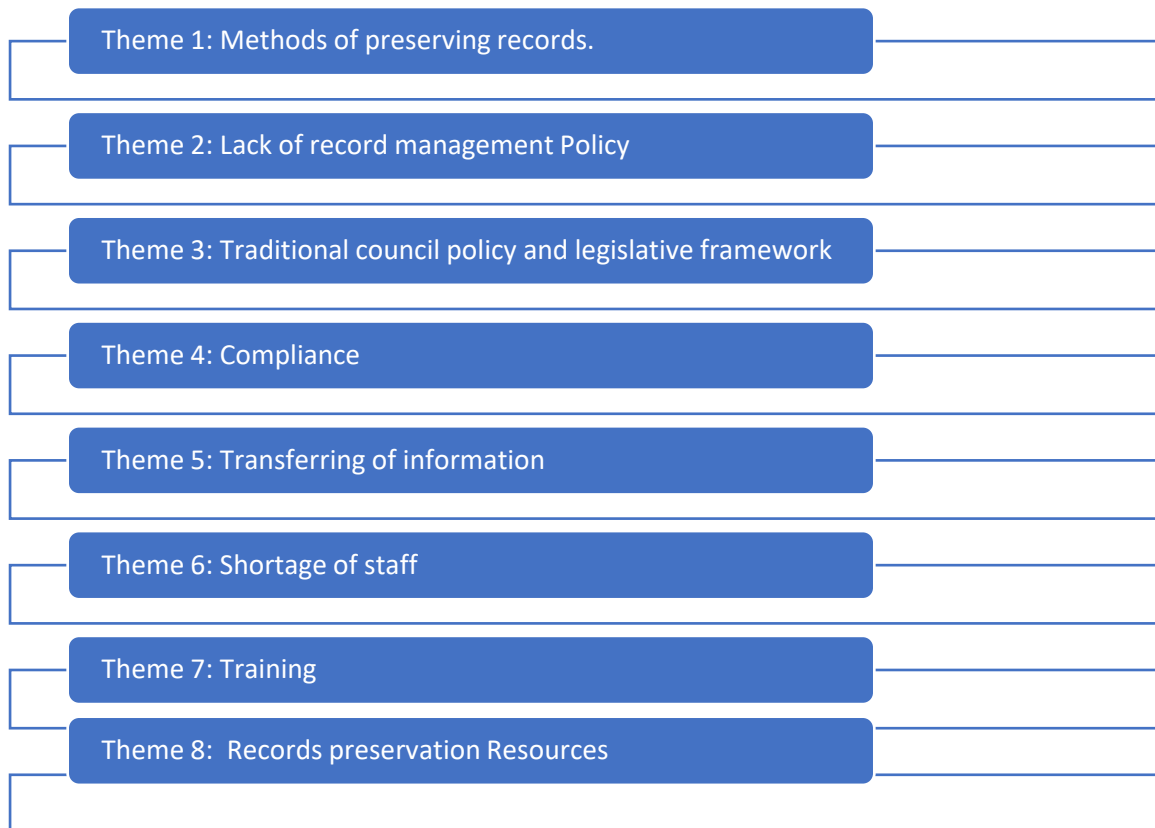 Theme 1: Methods of preserving records.
Theme 2: Lack of record management Policy
Theme 3: Traditional council policy and legislative framework
Theme 4: Compliance
Theme 5: Transferring of information
Theme 6: Shortage of staff
Theme 7: Training
Theme 8:  Records preservation Resources